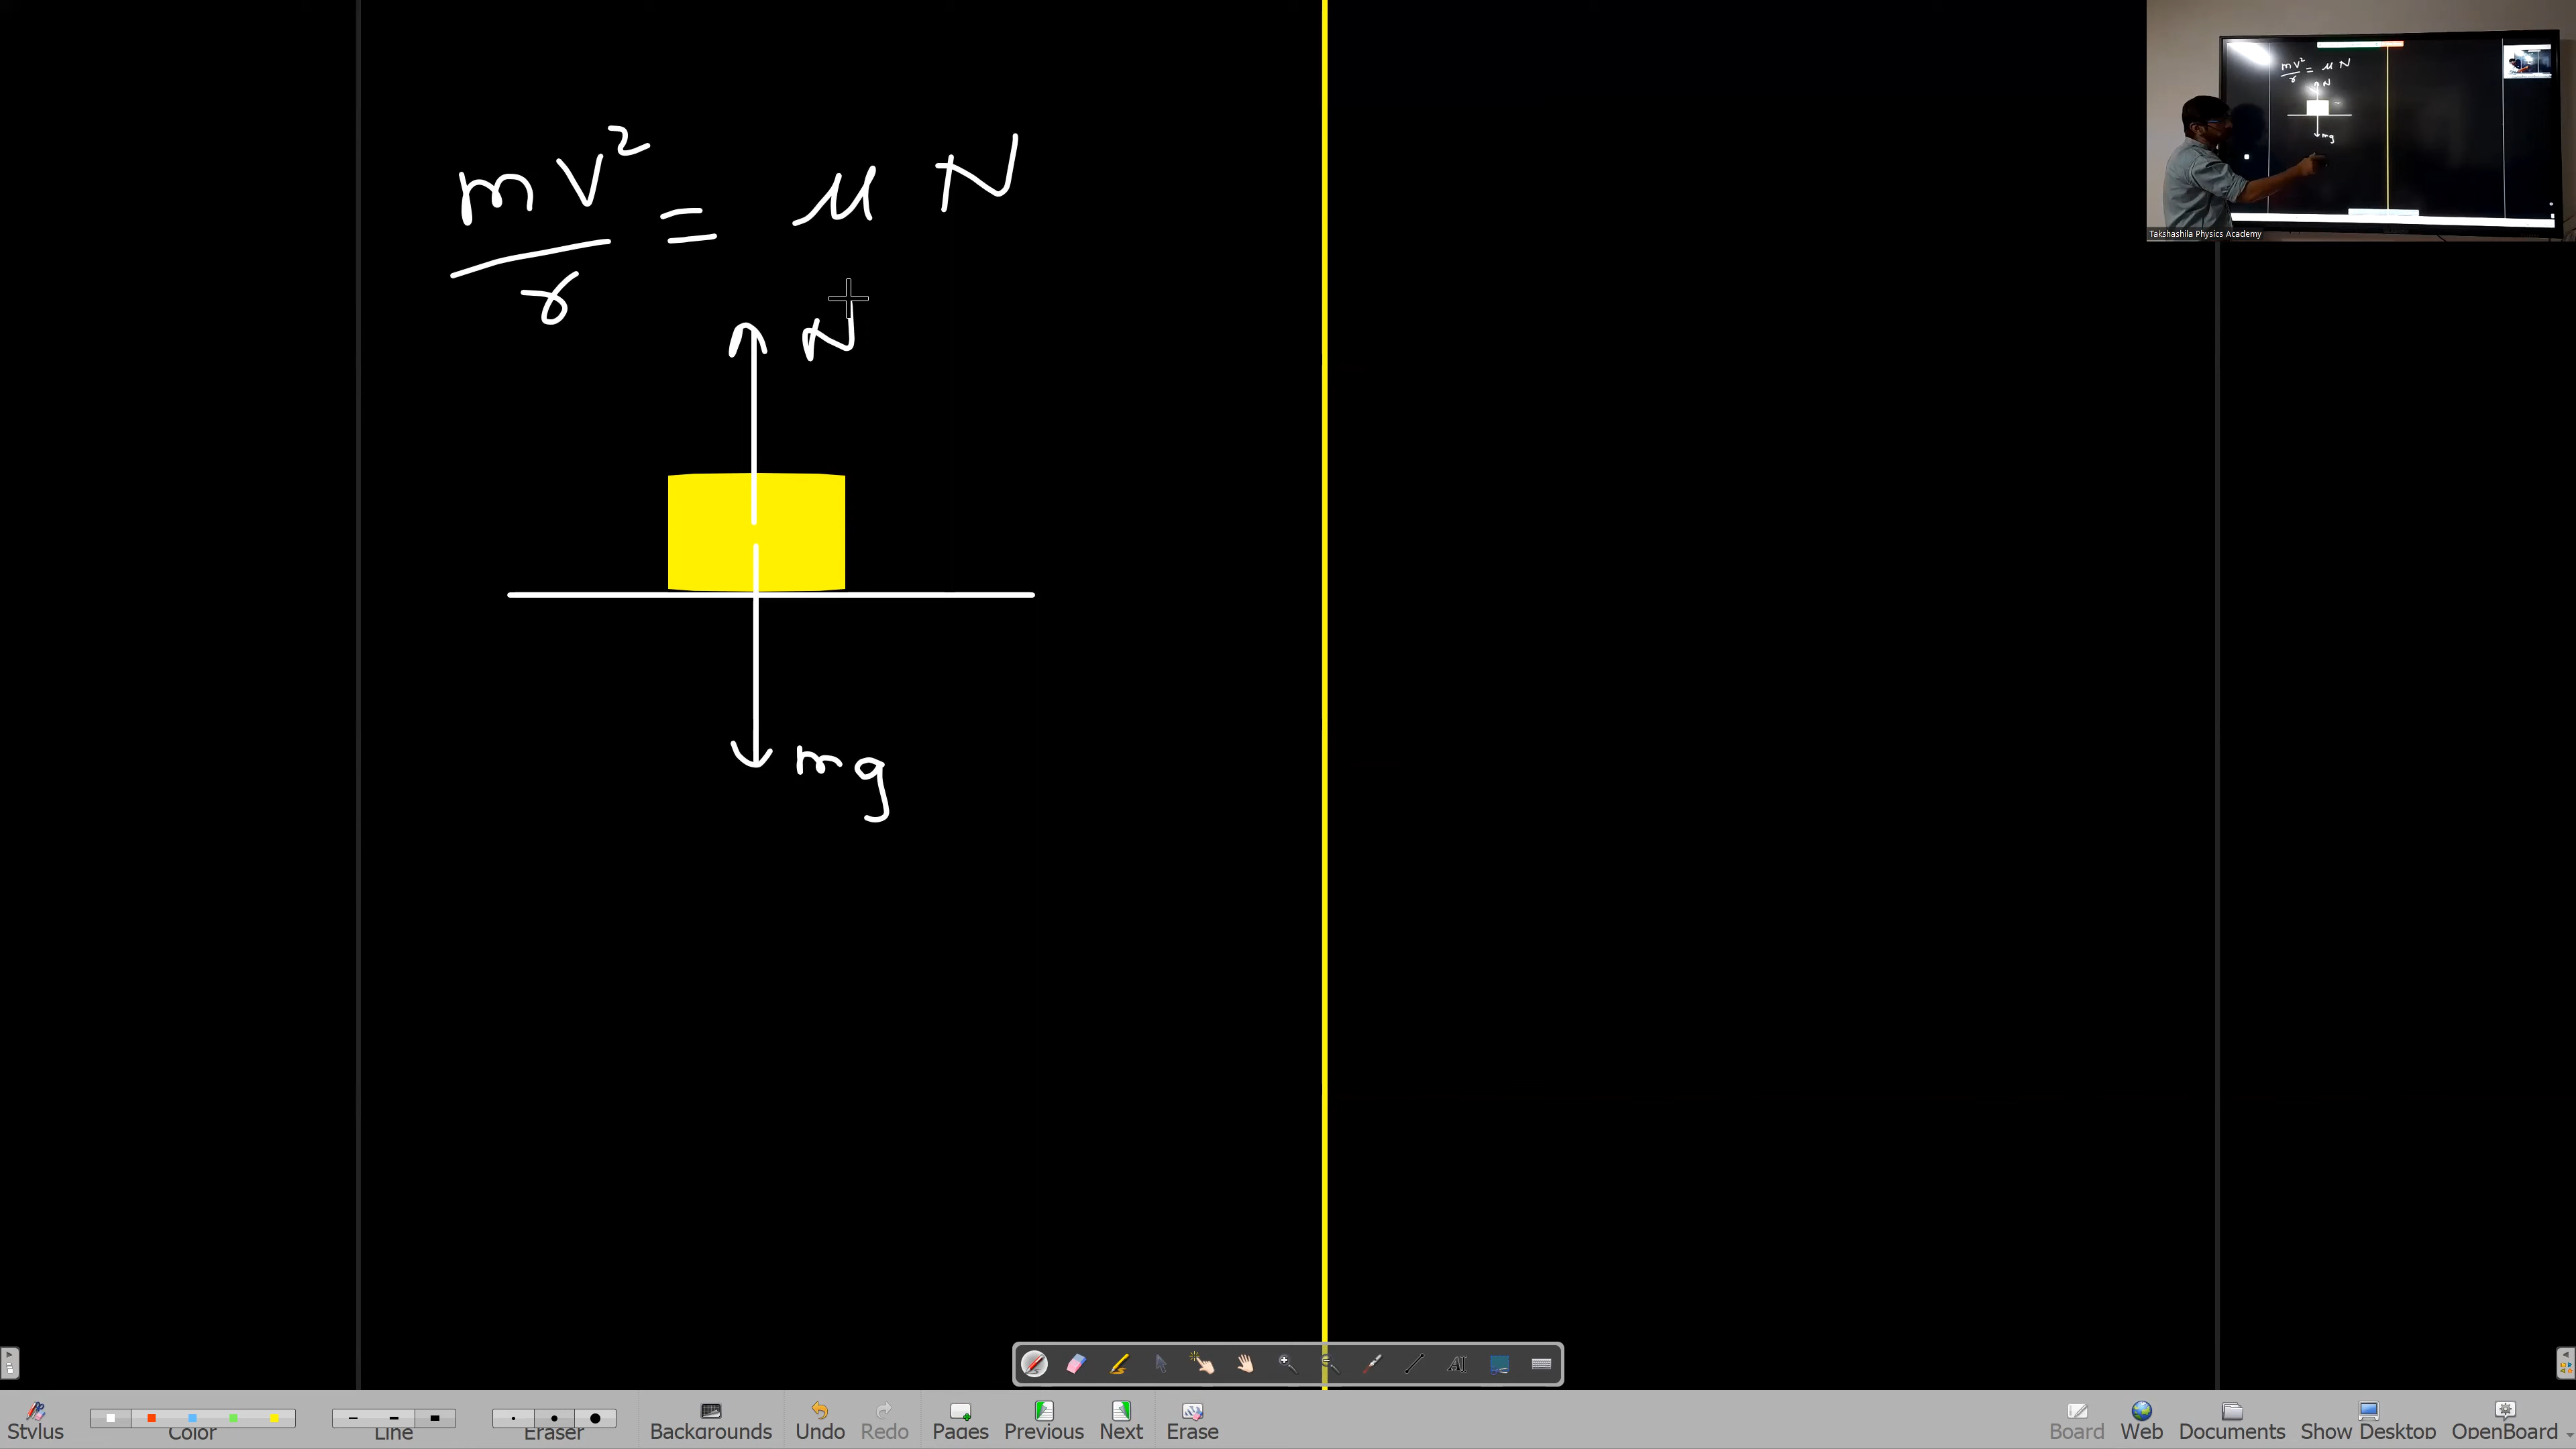 mv²/r = μ N
N
mg
Takshashila Physics Academy
Stylus Color Line Eraser Backgrounds Undo Redo Pages Previous Next Erase Board Web Documents Show Desktop OpenBoard